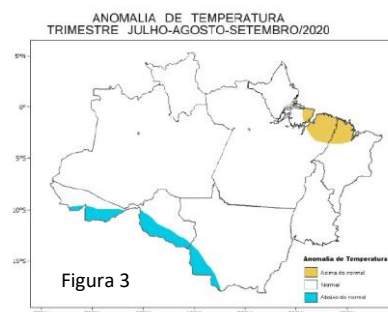 ANOMALIA DE TEMPERATURA
TRIMESTRE JULHO-AGOSTO-SETEMBRO/2020
5°N
0°
5°S
10°S
15°S
Figura 3
Anomalia de Temperatura
Acima do normal
Normal
Abaixo do normal